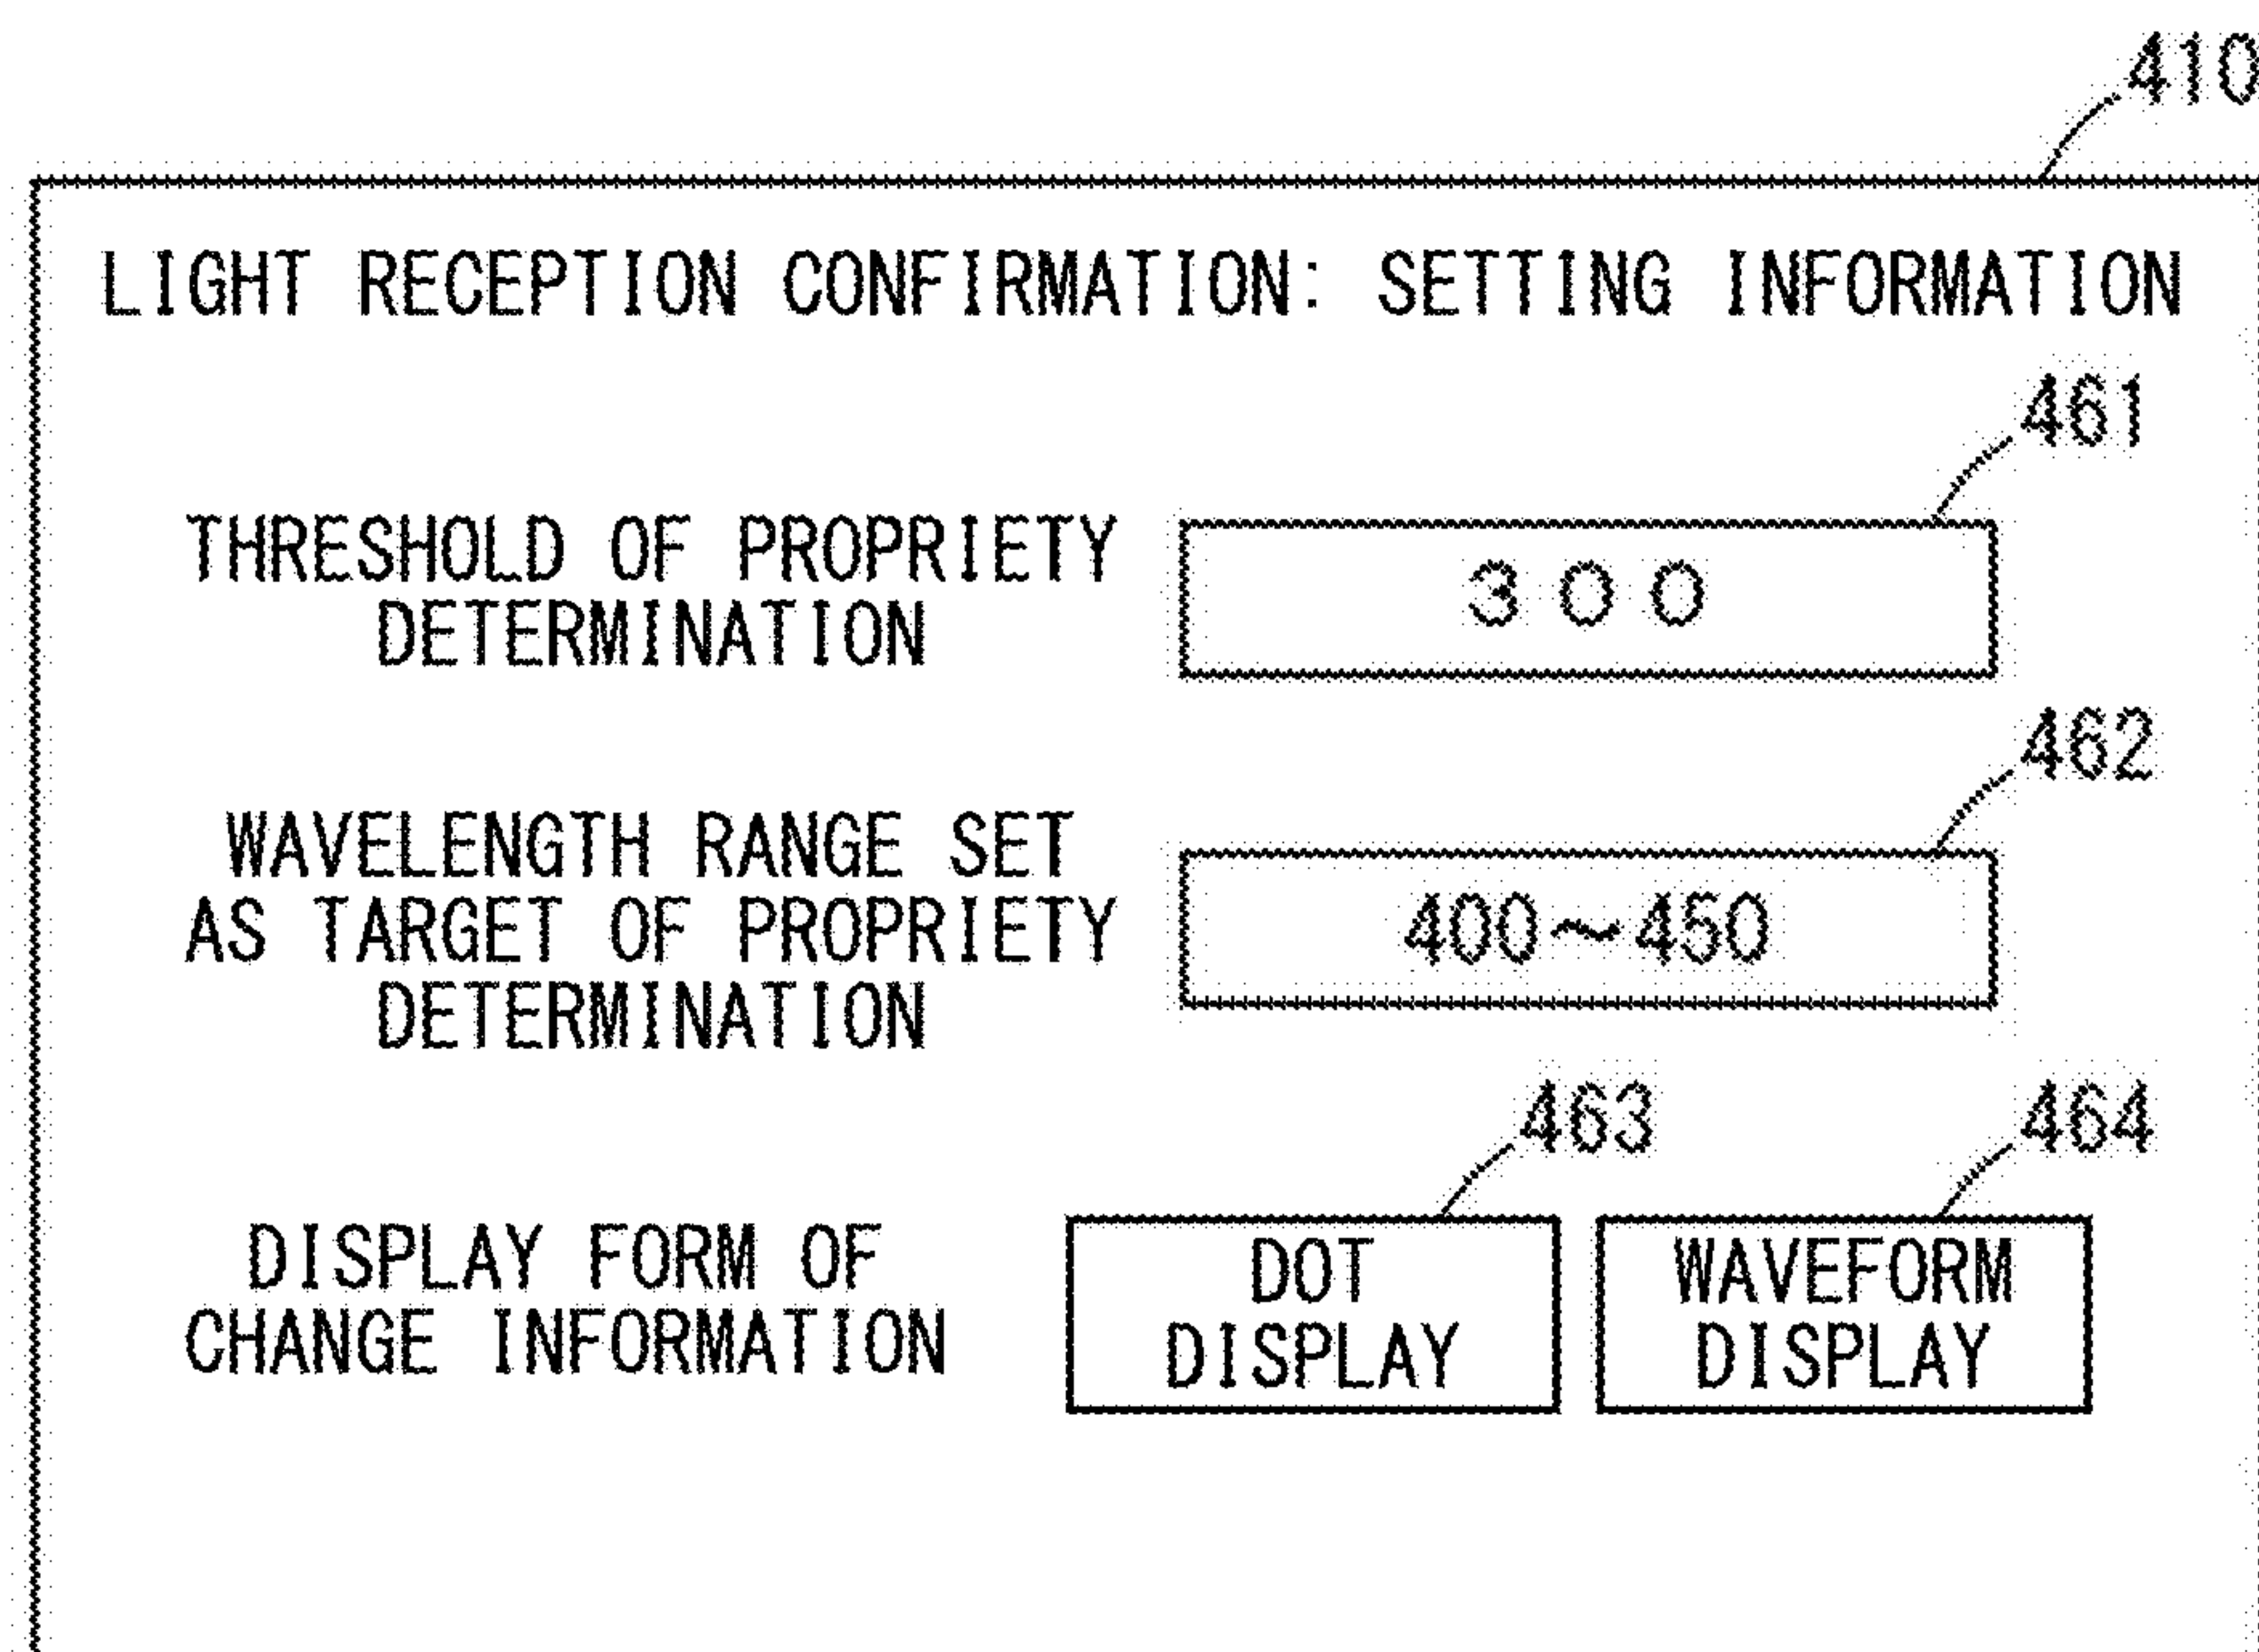 410
LIGHT RECEPTION CONFIRMATION: SETTING INFORMATION
461
THRESHOLD OF PROPRIETY
DETERMINATION
300
462
WAVELENGTH RANGE SET
AS TARGET OF PROPRIETY
DETERMINATION
400~450
463
464
DISPLAY FORM OF
CHANGE INFORMATION
DOT
DISPLAY
WAVEFORM
DISPLAY